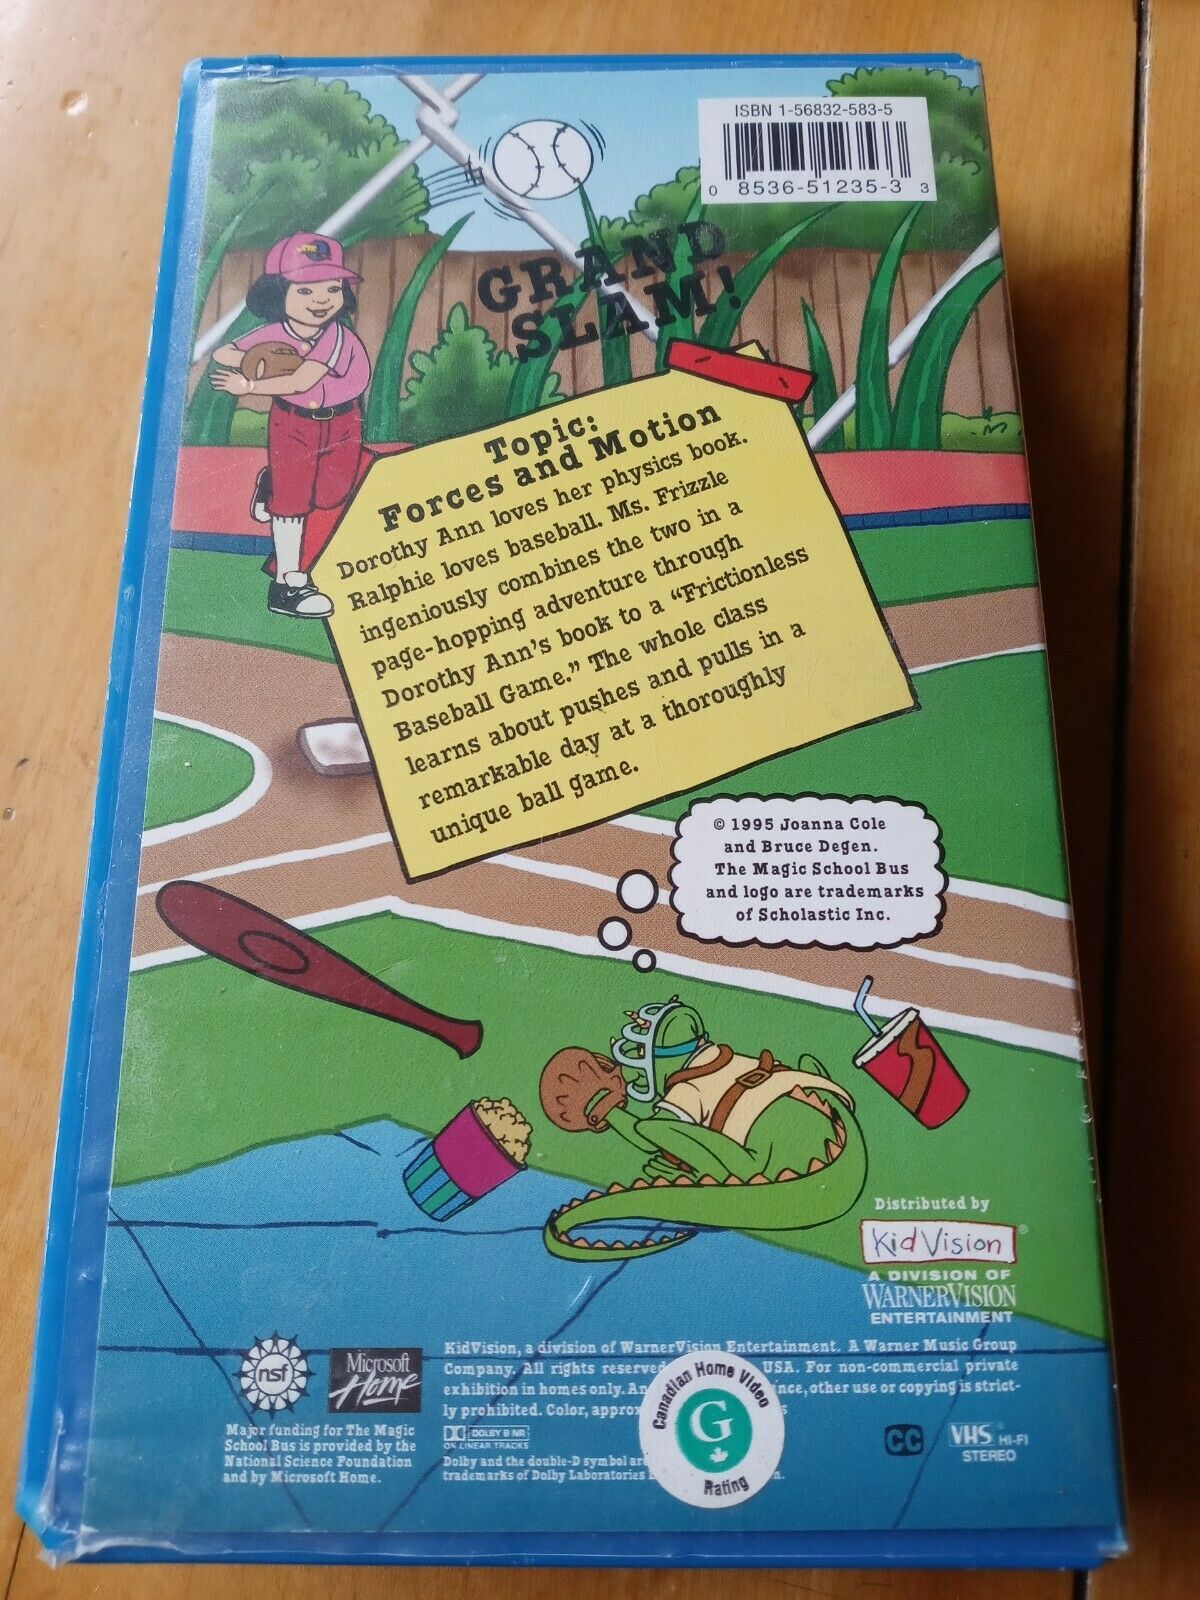 ISBN 1-56832-583-5
0 8536-51235-3 3
GRAND
SLAM!
Topic:
Forces and Motion
Dorothy Ann loves her physics book.
Ralphie loves baseball. Ms. Frizzle
ingeniously combines the two in a
page-hopping adventure through
Dorothy Ann's book to a "Frictionless
Baseball Game." The whole class
learns about pushes and pulls in a
remarkable day at a thoroughly
unique ball game.
© 1995 Joanna Cole
and Bruce Degen.
The Magic School Bus
and logo are trademarks
of Scholastic Inc.
Distributed by
KidVision ®
A DIVISION OF
WARNERVISION
ENTERTAINMENT
nsf
Microsoft
Home
Major funding for The Magic
School Bus is provided by the
National Science Foundation
and by Microsoft Home.
KidVision, a division of WarnerVision Entertainment. A Warner Music Group
Company. All rights reserved USA. For non-commercial private
exhibition in homes only. other use or copying is strict-
ly prohibited. Color,
DOLBY B NR
ON LINEAR TRACKS
Dolby and the double-D symbol
trademarks of Dolby Laboratories
Canadian Home Video
G
Rating
CC
VHS HI-FI
STEREO